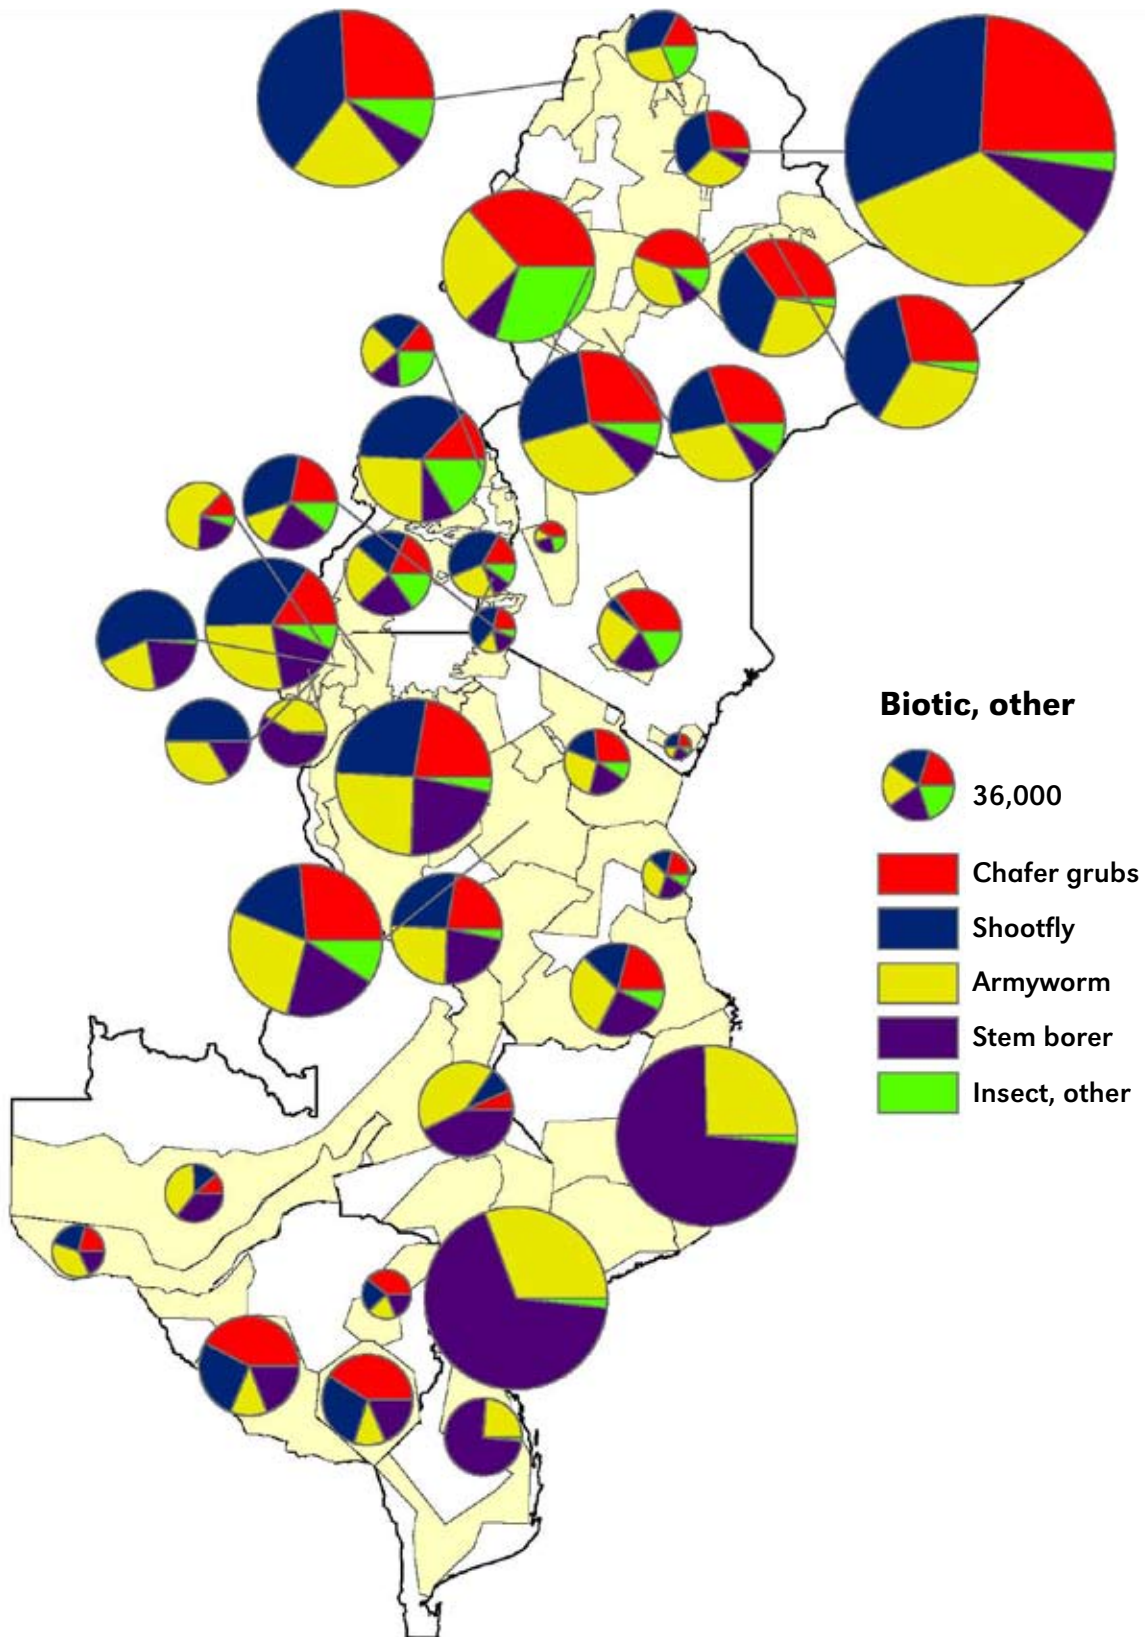 Biotic, other
36,000
Chafer grubs
Shootfly
Armyworm
Stem borer
Insect, other